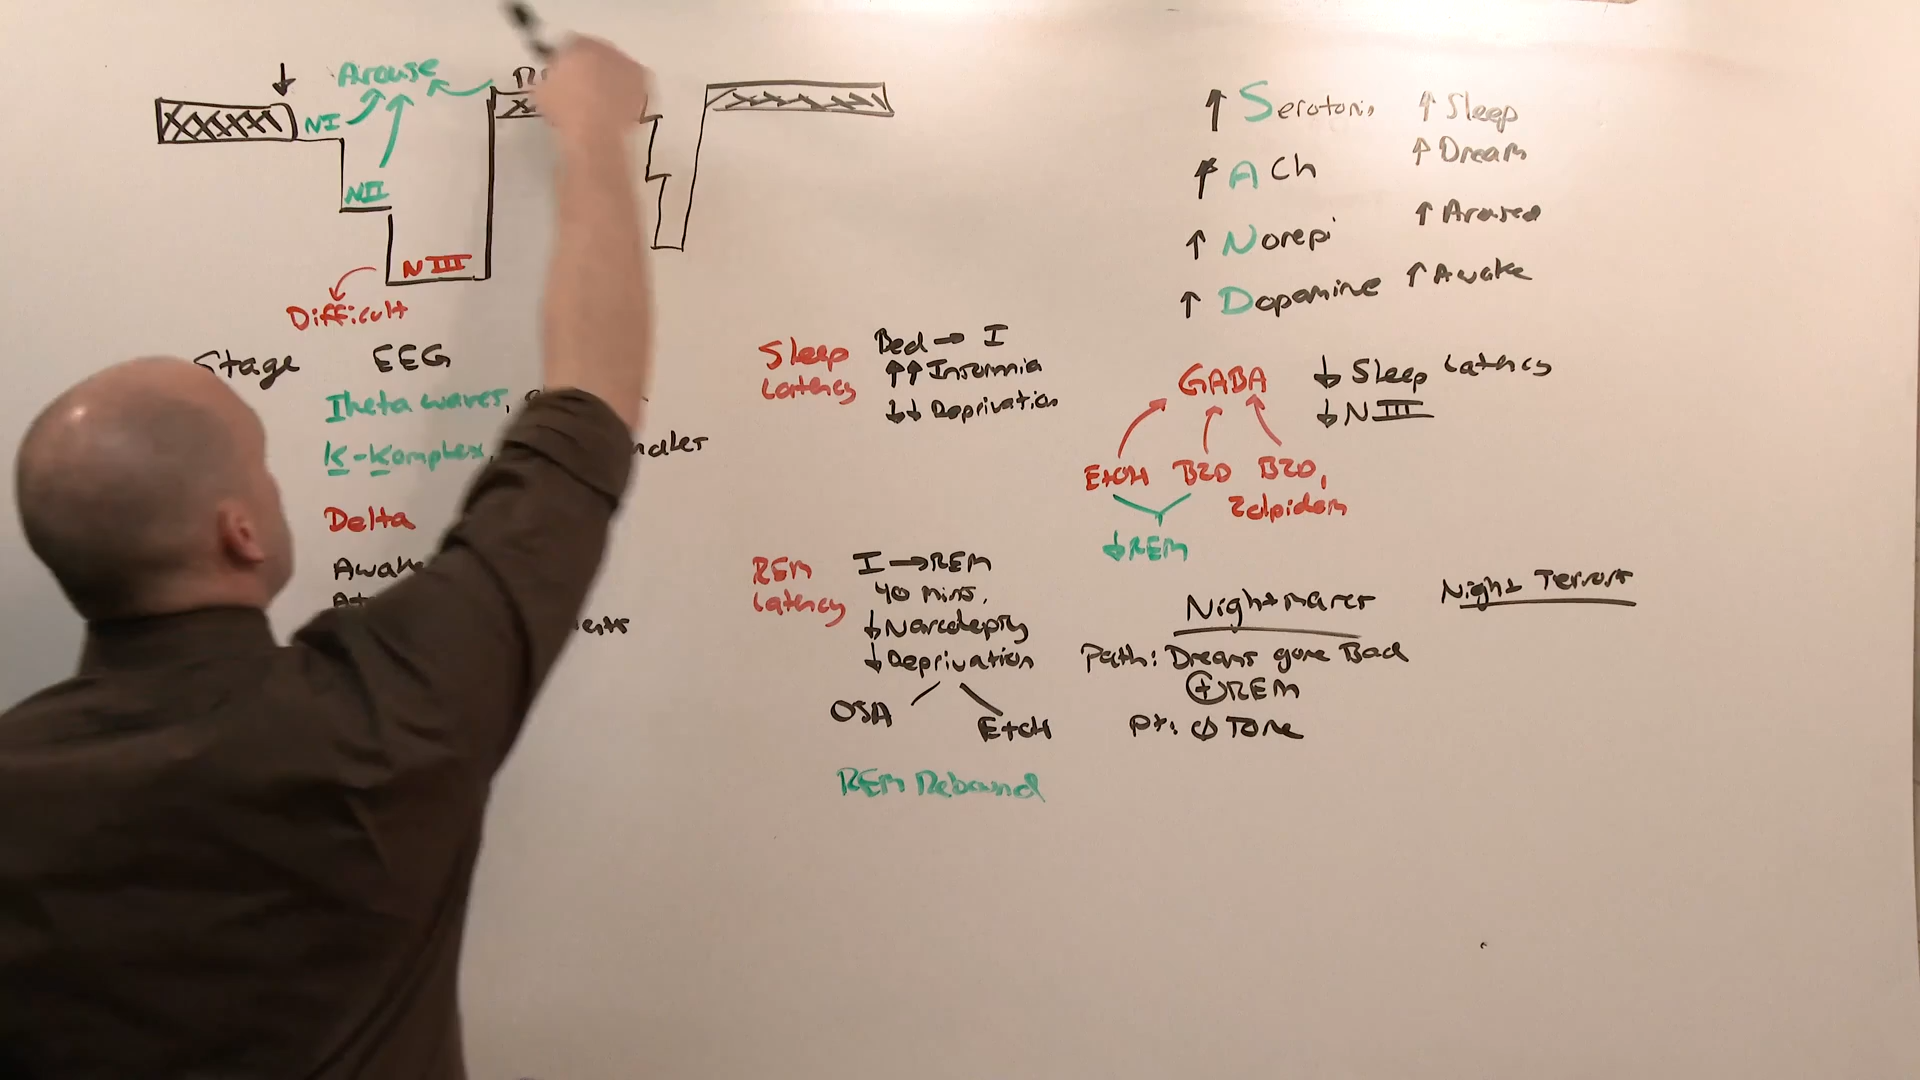 Arouse
NI
NII
NIII
Difficult
Stage EEG
Theta waves,
K-Komplex,
Delta
Awake
Sleep Latency
Bed → I
↑↑ Insomnia
↓↓ Deprivation
REM Latency
I → REM
40 mins,
↓ Narcolepsy
↓ Deprivation
OSA EtOH
REM Rebound
↑ Serotonin ↑ Sleep
↑ Dream
↑ ACh
↑ Norepi ↑ Aroused
↑ Dopamine ↑ Awake
GABA ↓ Sleep Latency
↓ NIII
EtOH BZD BZD,
Zolpidem
↓ REM
Nightmares Night Terrors
Path: Dreams gone Bad
⊕ REM
Pt: ↓ Tone